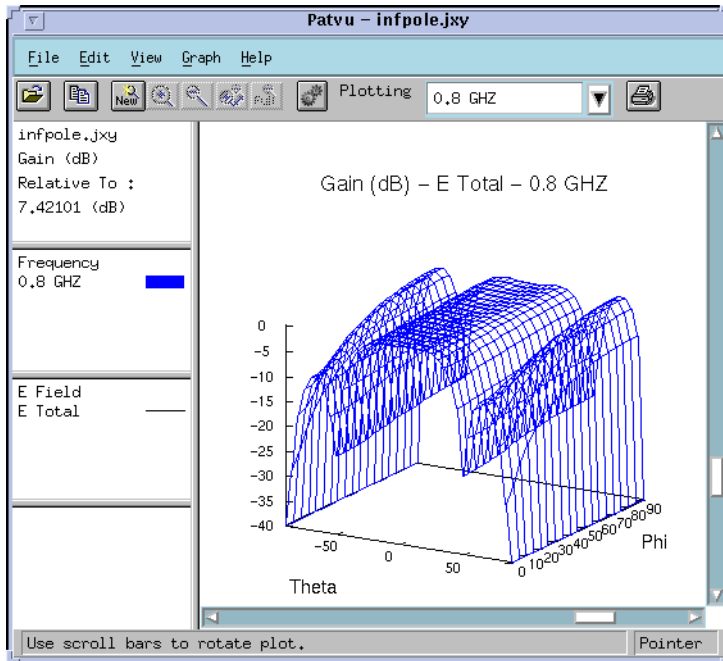 Patvu – infpole.jxy
File Edit View Graph Help
New Full Plotting 0.8 GHZ
infpole.jxy
Gain (dB)
Relative To :
7.42101 (dB)
Frequency
0.8 GHZ
E Field
E Total
Gain (dB) – E Total – 0.8 GHZ
0
−5
−10
−15
−20
−25
−30
−35
−40
−50
0
50
0 10 20 30 40 50 60 70 80 90
Theta
Phi
Use scroll bars to rotate plot. Pointer